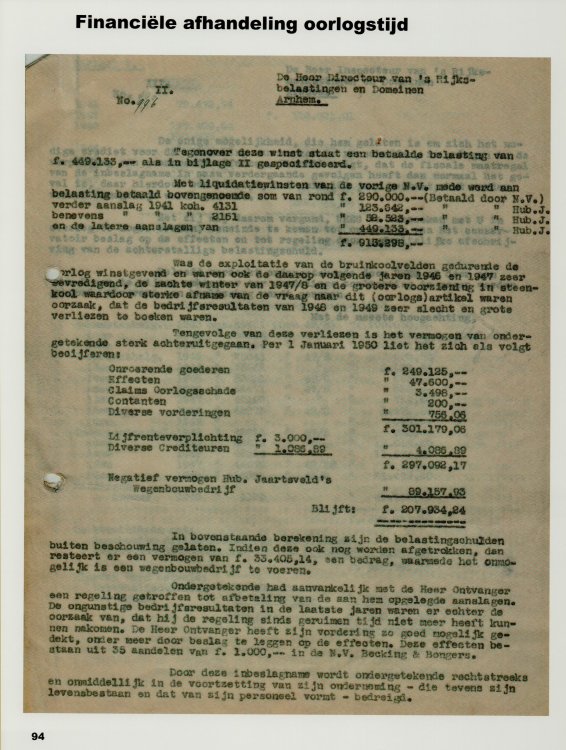 Financiële afhandeling oorlogstijd
II.
No. 996
De Heer Directeur van 's Rijks-
belastingen en Domeinen
Arnhem.
Tegenover deze winst staat een betaalde belasting van
f. 449.133,-- als in bijlage II gespecificeerd.
Met liquidatiewinsten van de vorige N.V. mede werd aan
belasting betaald bovengenoemde som van rond f. 290.000,--(Betaald door N.V.)
verder aanslag 1941 koh. 4131 " 123.642,-- " Hub.J.
benevens " " " 2151 " 52.523,-- " Hub.J.
en de latere aanslagen van " 449.133,-- " Hub.J.
f. 915.298,--
Was de exploitatie van de bruinkoolvelden gedurende de
oorlog winstgevend en waren ook de daarop volgende jaren 1946 en 1947 zeer
bevredigend, de zachte winter van 1947/8 en de grotere voorziening in steen-
kool waardoor sterke afname van de vraag naar dit (oorlogs)artikel waren
oorzaak, dat de bedrijfsresultaten van 1948 en 1949 zeer slecht en grote
verliezen te boeken waren.
Tengevolge van deze verliezen is het vermogen van onder-
getekende sterk achteruitgegaan. Per 1 Januari 1950 liet het zich als volgt
becijferen:
Onroerende goederen f. 249.125,--
Effecten " 47.600,--
Claims Oorlogsschade " 3.498,--
Contanten " 200,--
Diverse vorderingen " 756,06
f. 301.179,06
Lijfrenteverplichting f. 3.000,--
Diverse Crediteuren " 1.086,89 " 4.086,89
f. 297.092,17
Negatief vermogen Hub. Jaartsveld's
Wegenbouwbedrijf " 89.157,93
Blijft: f. 207.934,24
In bovenstaande berekening zijn de belastingschulden
buiten beschouwing gelaten. Indien deze ook nog worden afgetrokken, dan
resteert er een vermogen van f. 33.405,14, een bedrag, waarmede het onmo-
gelijk is een wegenbouwbedrijf te voeren.
Ondergetekende had aanvankelijk met de Heer Ontvanger
een regeling getroffen tot afbetaling van de aan hem opgelegde aanslagen.
De ongunstige bedrijfsresultaten in de laatste jaren waren er echter de
oorzaak van, dat hij de regeling sinds geruimen tijd niet meer heeft kun-
nen nakomen. De Heer Ontvanger heeft zijn vordering zo goed mogelijk ge-
dekt, onder meer door beslag te leggen op de effecten. Deze effecten be-
staan uit 35 aandelen van f. 1.000,-- in de N.V. Becking & Bongers.
Door deze inbeslagname wordt ondergetekende rechtstreeks
en onmiddellijk in de voortzetting van zijn onderneming - die tevens zijn
levensbestaan en dat van zijn personeel vormt - bedreigd.
94